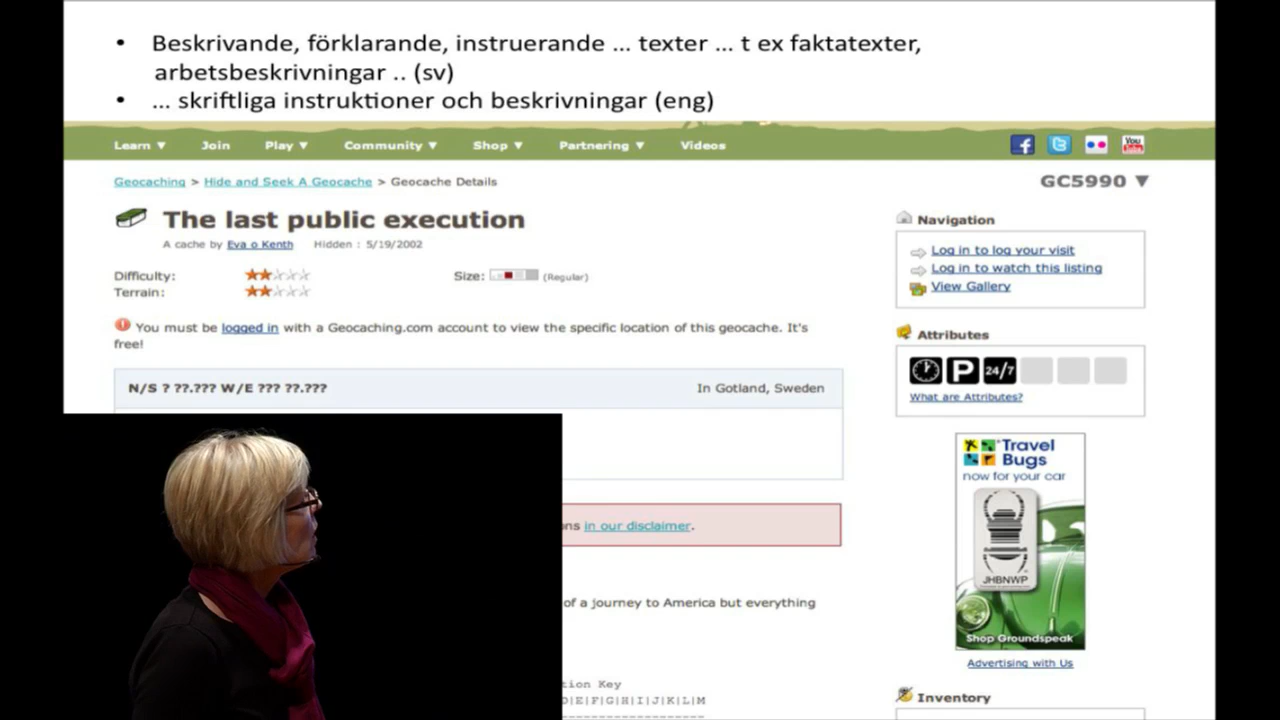 • Beskrivande, förklarande, instruerande ... texter ... t ex faktatexter,
arbetsbeskrivningar .. (sv)
• ... skriftliga instruktioner och beskrivningar (eng)
Learn ▼ Join Play ▼ Community ▼ Shop ▼ Partnering ▼ Videos
Geocaching > Hide and Seek A Geocache > Geocache Details
GC5990 ▼
The last public execution
A cache by Eva o Kenth Hidden : 5/19/2002
Difficulty:
Size: (Regular)
Terrain:
You must be logged in with a Geocaching.com account to view the specific location of this geocache. It's
free!
N/S ? ??.??? W/E ??? ??.???
In Gotland, Sweden
in our disclaimer.
of a journey to America but everything
tion Key
D|E|F|G|H|I|J|K|L|M
Navigation
Log in to log your visit
Log in to watch this listing
View Gallery
Attributes
P 24/7
What are Attributes?
Travel
Bugs
now for your car
JHBNWP
Shop Groundspeak
Advertising with Us
Inventory